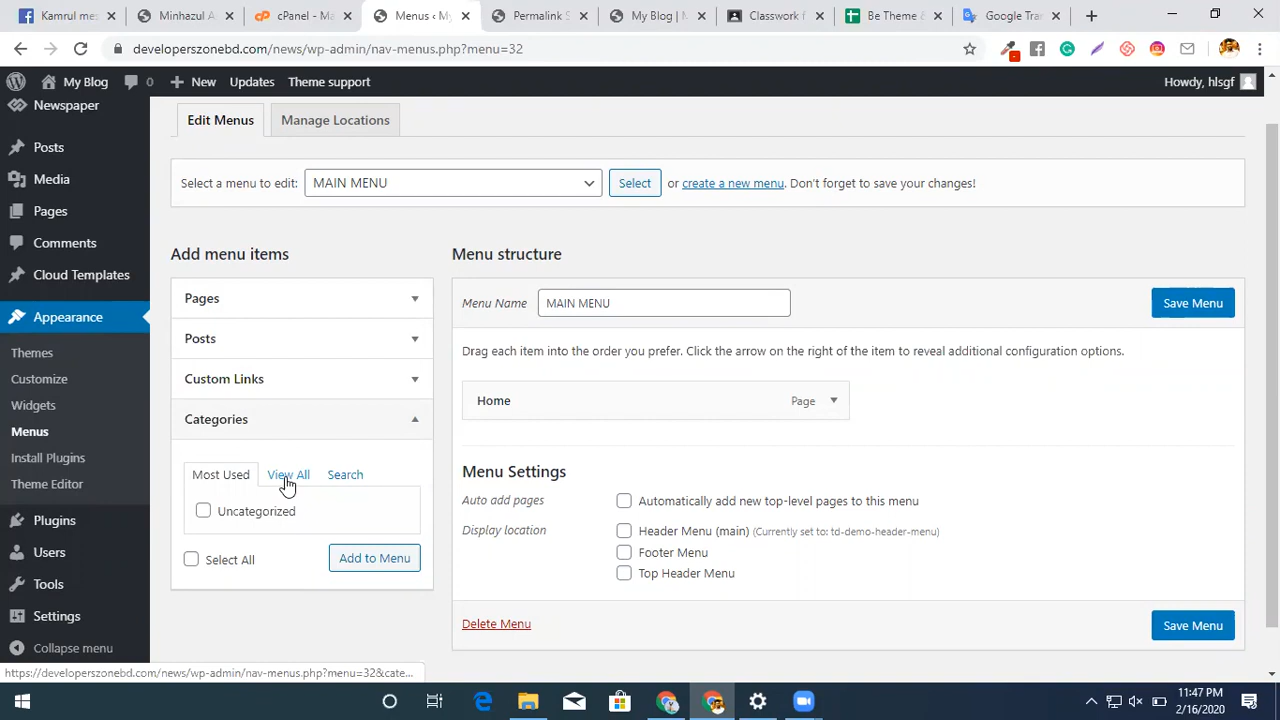 Kamrul me
Minhazul A
cPanel - Ma
Menus ‹ My
Permalink S
My Blog | M
Classwork f
Be Theme &
Google Tra
developerszonebd.com/news/wp-admin/nav-menus.php?menu=32
My Blog
0
New
Updates
Theme support
Howdy, hlsgf
Newspaper
Posts
Media
Pages
Comments
Cloud Templates
Appearance
Themes
Customize
Widgets
Menus
Install Plugins
Theme Editor
Plugins
Users
Tools
Settings
Collapse menu
Edit Menus
Manage Locations
Select a menu to edit:
MAIN MENU
Select
or create a new menu. Don't forget to save your changes!
Add menu items
Pages
Posts
Custom Links
Categories
Most Used
View All
Search
Uncategorized
Select All
Add to Menu
Menu structure
Menu Name
MAIN MENU
Save Menu
Drag each item into the order you prefer. Click the arrow on the right of the item to reveal additional configuration options.
Home
Page
Menu Settings
Auto add pages
Automatically add new top-level pages to this menu
Display location
Header Menu (main) (Currently set to: td-demo-header-menu)
Footer Menu
Top Header Menu
Delete Menu
Save Menu
https://developerszonebd.com/news/wp-admin/nav-menus.php?menu=32&cate...
11:47 PM
2/16/2020